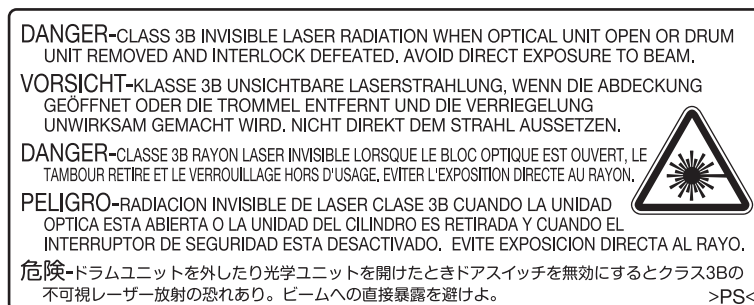 DANGER-CLASS 3B INVISIBLE LASER RADIATION WHEN OPTICAL UNIT OPEN OR DRUM
UNIT REMOVED AND INTERLOCK DEFEATED. AVOID DIRECT EXPOSURE TO BEAM.
VORSICHT-KLASSE 3B UNSICHTBARE LASERSTRAHLUNG, WENN DIE ABDECKUNG
GEÖFFNET ODER DIE TROMMEL ENTFERNT UND DIE VERRIEGELUNG
UNWIRKSAM GEMACHT WIRD. NICHT DIREKT DEM STRAHL AUSSETZEN.
DANGER-CLASSE 3B RAYON LASER INVISIBLE LORSQUE LE BLOC OPTIQUE EST OUVERT, LE
TAMBOUR RETIRE ET LE VERROUILLAGE HORS D'USAGE. EVITER L'EXPOSITION DIRECTE AU RAYON.
PELIGRO-RADIACION INVISIBLE DE LASER CLASE 3B CUANDO LA UNIDAD
OPTICA ESTA ABIERTA O LA UNIDAD DEL CILINDRO ES RETIRADA Y CUANDO EL
INTERRUPTOR DE SEGURIDAD ESTA DESACTIVADO. EVITE EXPOSICION DIRECTA AL RAYO.
危険-ドラムユニットを外したり光学ユニットを開けたときドアスイッチを無効にするとクラス3Bの
不可視レーザー放射の恐れあり。ビームへの直接暴露を避けよ。 >PS<